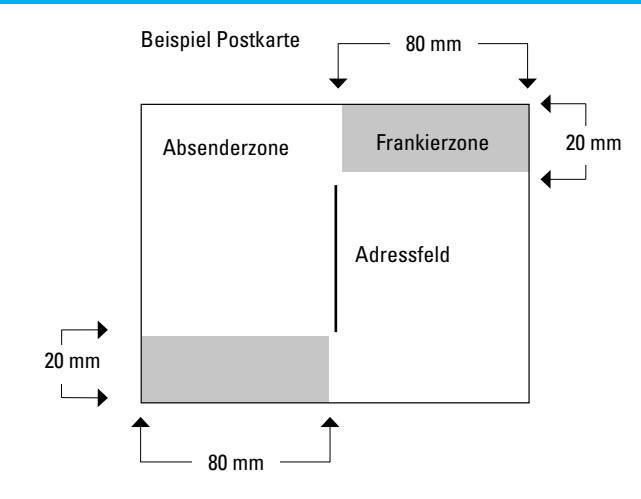 Beispiel Postkarte
80 mm
Absenderzone
Frankierzone
20 mm
Adressfeld
20 mm
80 mm